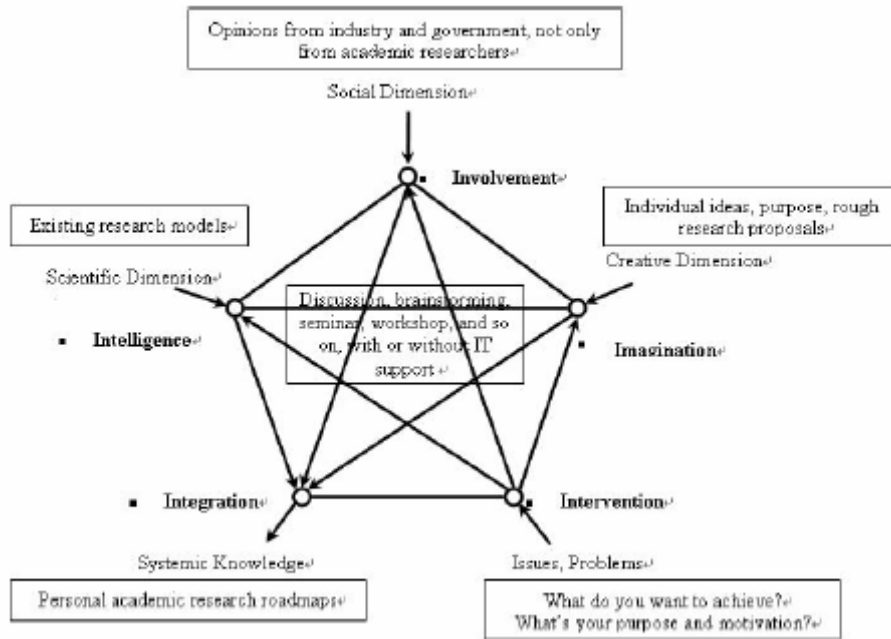 Opinions from industry and government, not only
from academic researchers
Social Dimension
Involvement
Existing research models
Individual ideas, purpose, rough
research proposals
Scientific Dimension
Creative Dimension
Discussion, brainstorming,
seminar, workshop, and so
on, with or without IT
support
Intelligence
Imagination
Integration
Intervention
Systemic Knowledge
Issues, Problems
Personal academic research roadmaps
What do you want to achieve?
What's your purpose and motivation?